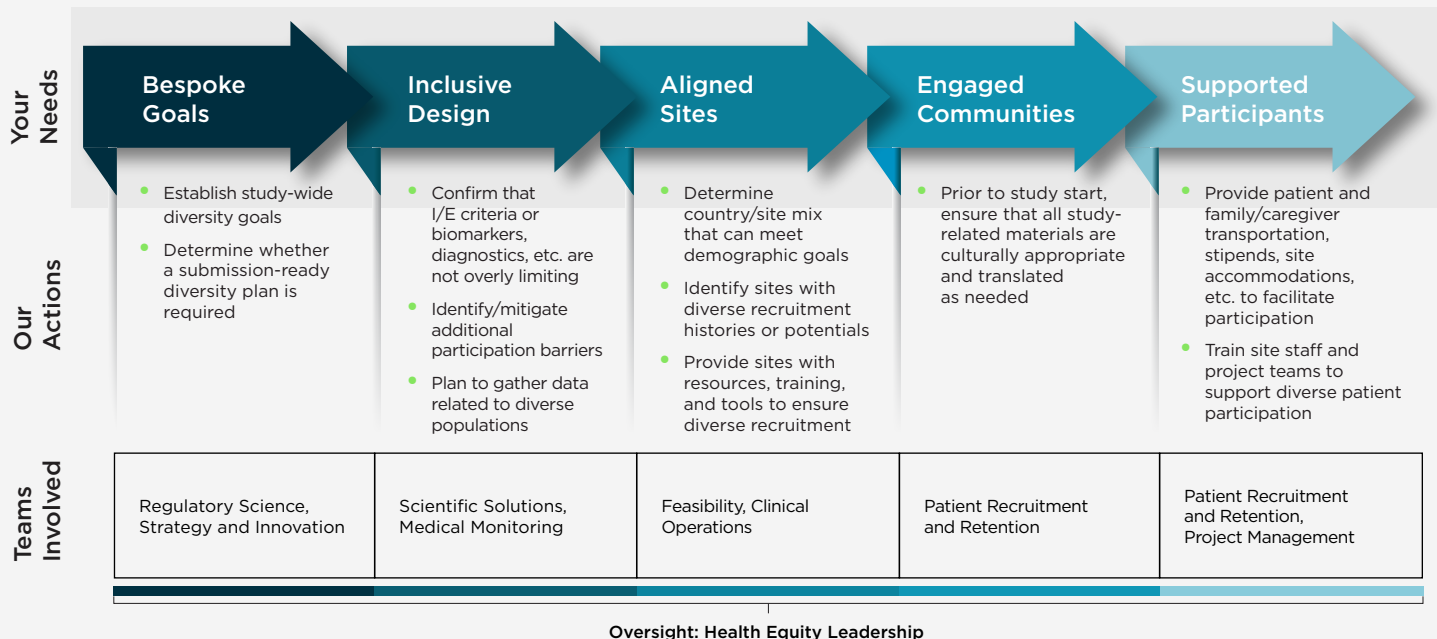 Your
Needs
Bespoke
Goals
Inclusive
Design
Aligned
Sites
Engaged
Communities
Supported
Participants
Our
Actions
• Establish study-wide
diversity goals
• Determine whether
a submission-ready
diversity plan is
required
• Confirm that
I/E criteria or
biomarkers,
diagnostics, etc. are
not overly limiting
• Identify/mitigate
additional
participation barriers
• Plan to gather data
related to diverse
populations
• Determine
country/site mix
that can meet
demographic goals
• Identify sites with
diverse recruitment
histories or potentials
• Provide sites with
resources, training,
and tools to ensure
diverse recruitment
• Prior to study start,
ensure that all study-
related materials are
culturally appropriate
and translated
as needed
• Provide patient and
family/caregiver
transportation,
stipends, site
accommodations,
etc. to facilitate
participation
• Train site staff and
project teams to
support diverse patient
participation
Teams
Involved
Regulatory Science,
Strategy and Innovation
Scientific Solutions,
Medical Monitoring
Feasibility, Clinical
Operations
Patient Recruitment
and Retention
Patient Recruitment
and Retention,
Project Management
Oversight: Health Equity Leadership